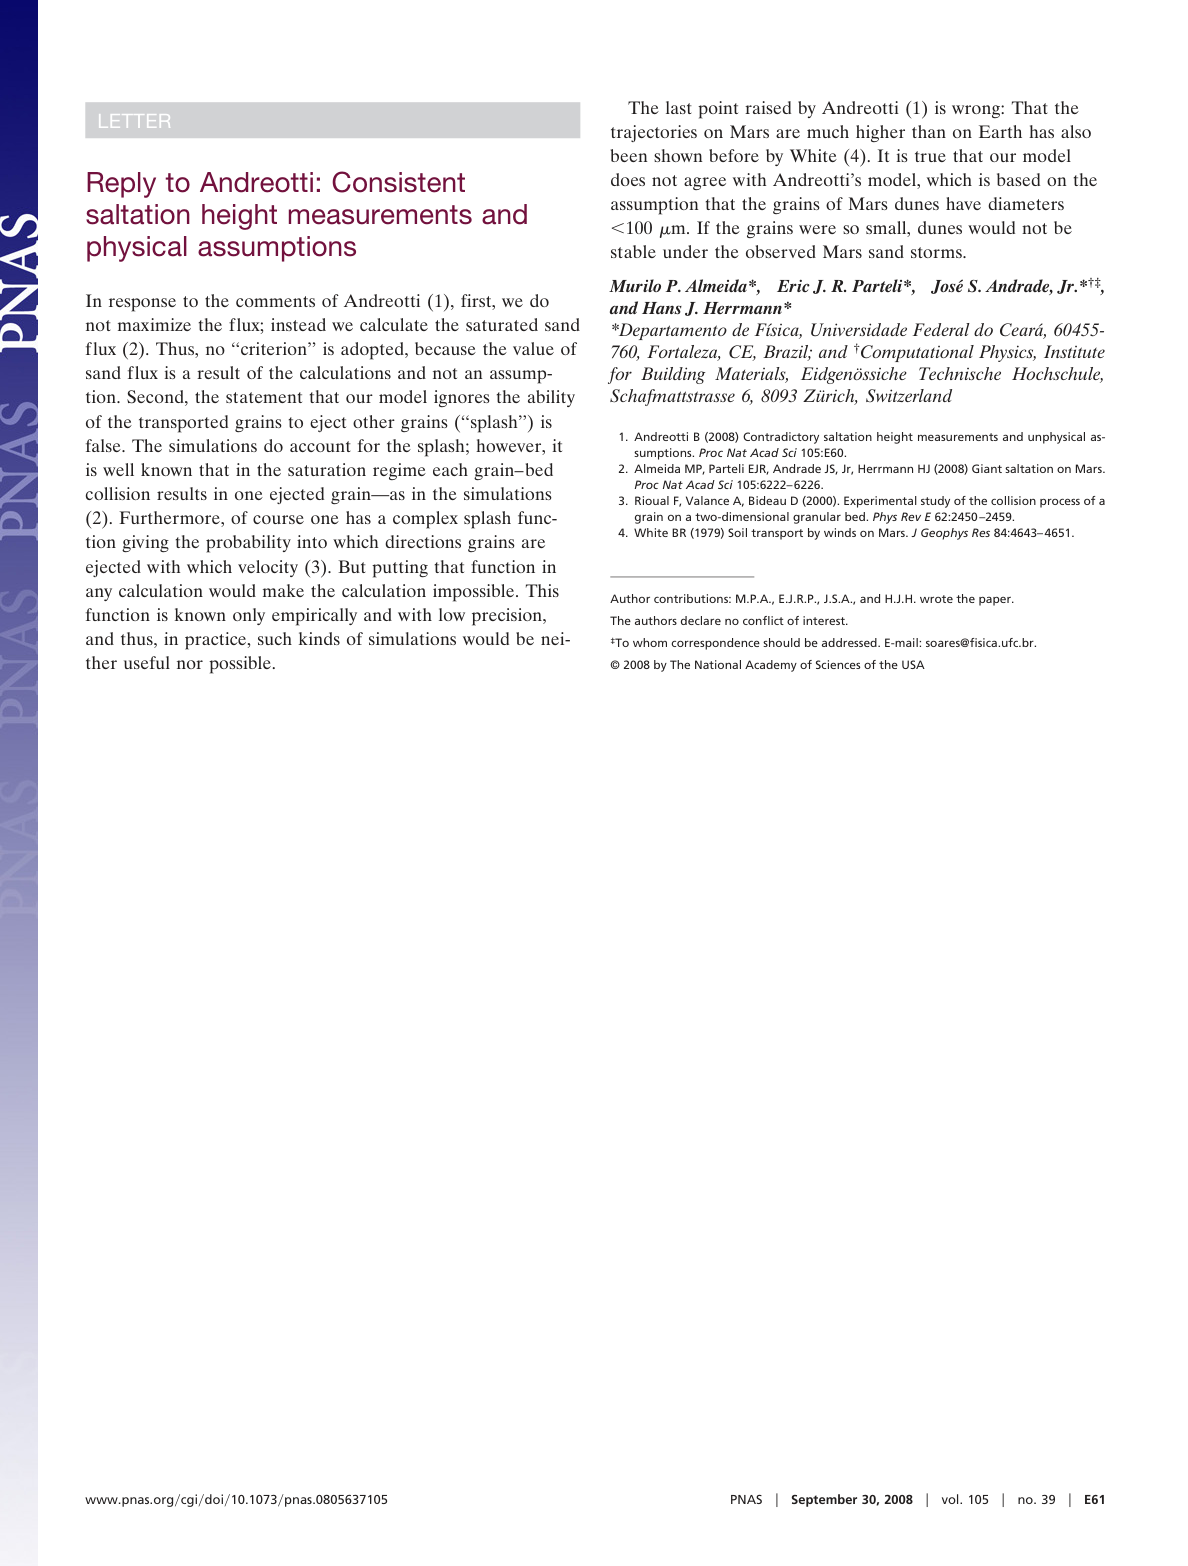 PNAS
PNAS
PNAS
PNAS
LETTER
Reply to Andreotti: Consistent
saltation height measurements and
physical assumptions
In response to the comments of Andreotti (1), first, we do
not maximize the flux; instead we calculate the saturated sand
flux (2). Thus, no “criterion” is adopted, because the value of
sand flux is a result of the calculations and not an assump-
tion. Second, the statement that our model ignores the ability
of the transported grains to eject other grains (“splash”) is
false. The simulations do account for the splash; however, it
is well known that in the saturation regime each grain–bed
collision results in one ejected grain—as in the simulations
(2). Furthermore, of course one has a complex splash func-
tion giving the probability into which directions grains are
ejected with which velocity (3). But putting that function in
any calculation would make the calculation impossible. This
function is known only empirically and with low precision,
and thus, in practice, such kinds of simulations would be nei-
ther useful nor possible.
The last point raised by Andreotti (1) is wrong: That the
trajectories on Mars are much higher than on Earth has also
been shown before by White (4). It is true that our model
does not agree with Andreotti’s model, which is based on the
assumption that the grains of Mars dunes have diameters
<100 μm. If the grains were so small, dunes would not be
stable under the observed Mars sand storms.
Murilo P. Almeida*, Eric J. R. Parteli*, José S. Andrade, Jr.*†‡,
and Hans J. Herrmann*
*Departamento de Física, Universidade Federal do Ceará, 60455-
760, Fortaleza, CE, Brazil; and †Computational Physics, Institute
for Building Materials, Eidgenössiche Technische Hochschule,
Schafmattstrasse 6, 8093 Zürich, Switzerland
1. Andreotti B (2008) Contradictory saltation height measurements and unphysical as-
sumptions. Proc Nat Acad Sci 105:E60.
2. Almeida MP, Parteli EJR, Andrade JS, Jr, Herrmann HJ (2008) Giant saltation on Mars.
Proc Nat Acad Sci 105:6222–6226.
3. Rioual F, Valance A, Bideau D (2000). Experimental study of the collision process of a
grain on a two-dimensional granular bed. Phys Rev E 62:2450–2459.
4. White BR (1979) Soil transport by winds on Mars. J Geophys Res 84:4643–4651.
Author contributions: M.P.A., E.J.R.P., J.S.A., and H.J.H. wrote the paper.
The authors declare no conflict of interest.
‡To whom correspondence should be addressed. E-mail: soares@fisica.ufc.br.
© 2008 by The National Academy of Sciences of the USA
www.pnas.org/cgi/doi/10.1073/pnas.0805637105
PNAS | September 30, 2008 | vol. 105 | no. 39 | E61